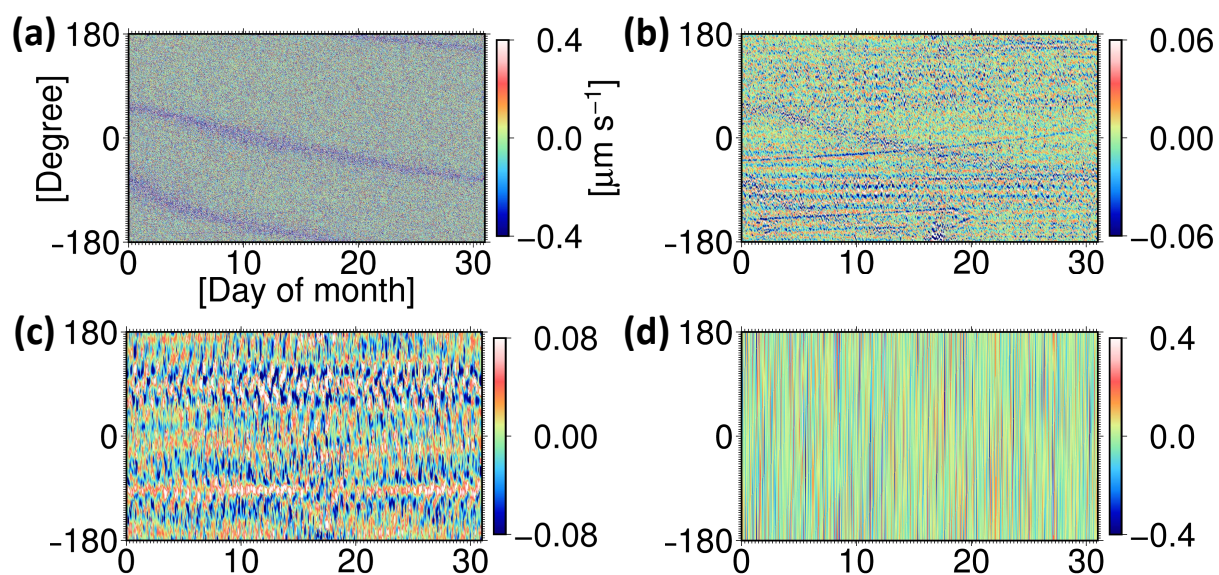 (a) 180 0.4 (b) 180 0.06
[Degree] 0 0.0 [μm s⁻¹] 0 0.00
−180 −0.4 −180 −0.06
0 10 20 30 0 10 20 30
[Day of month]
(c) 180 0.08 (d) 180 0.4
0 0.00 0 0.0
−180 −0.08 −180 −0.4
0 10 20 30 0 10 20 30